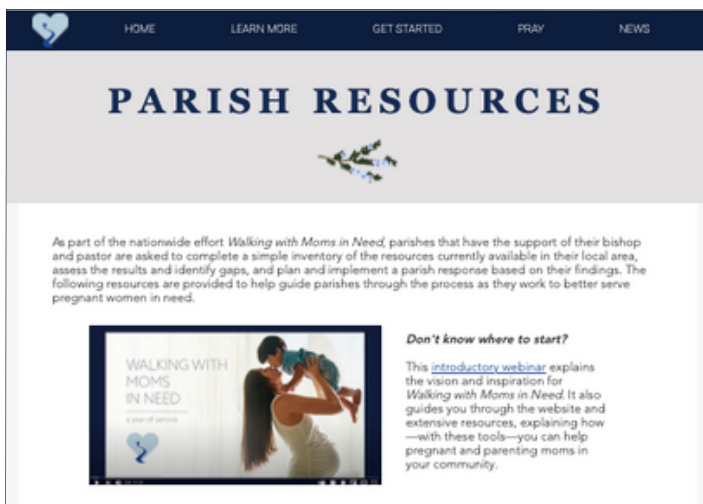 HOME LEARN MORE GET STARTED PRAY NEWS
PARISH RESOURCES
As part of the nationwide effort Walking with Moms in Need, parishes that have the support of their bishop
and pastor are asked to complete a simple inventory of the resources currently available in their local area,
assess the results and identify gaps, and plan and implement a parish response based on their findings. The
following resources are provided to help guide parishes through the process as they work to better serve
pregnant women in need.
WALKING WITH
MOMS
IN NEED
a year of service
Don't know where to start?
This introductory webinar explains
the vision and inspiration for
Walking with Moms in Need. It also
guides you through the website and
extensive resources, explaining how
—with these tools—you can help
pregnant and parenting moms in
your community.